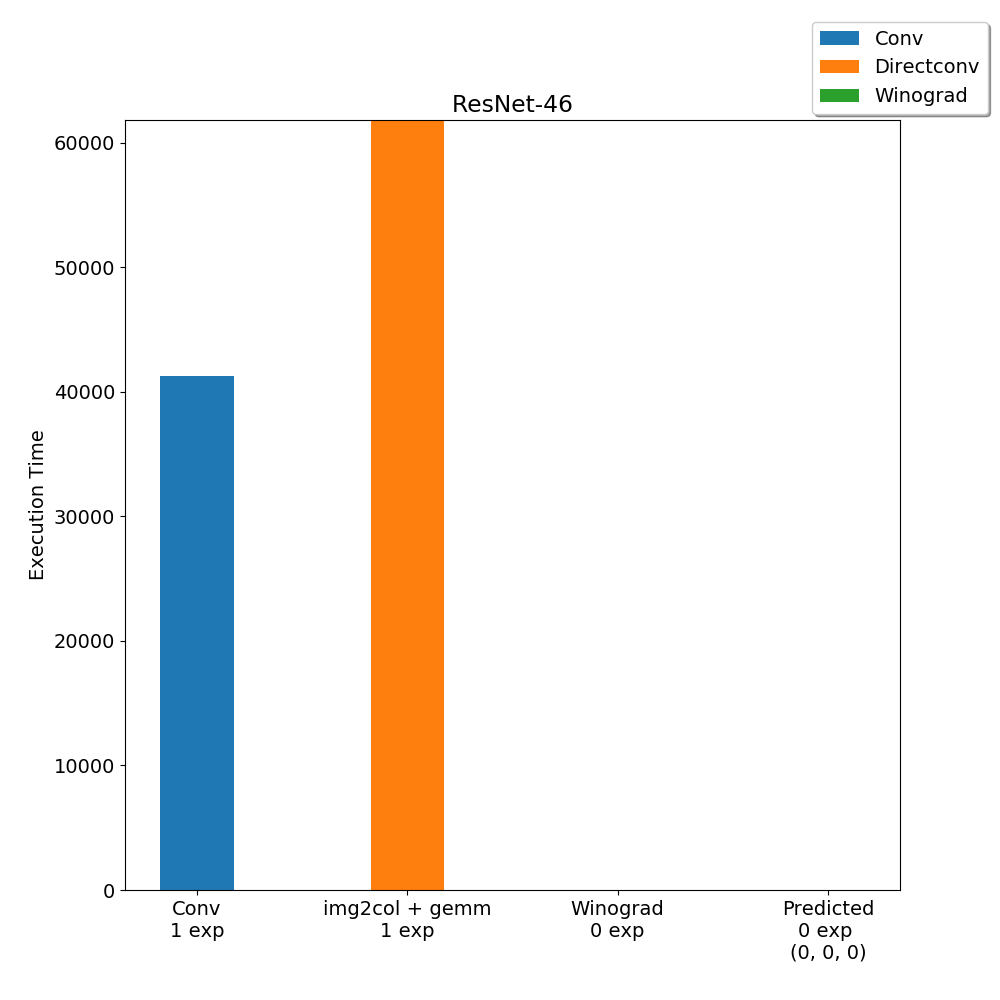 Conv
Directconv
Winograd
ResNet-46
60000
50000
40000
30000
20000
10000
0
Execution Time
Conv
1 exp
img2col + gemm
1 exp
Winograd
0 exp
Predicted
0 exp
(0, 0, 0)